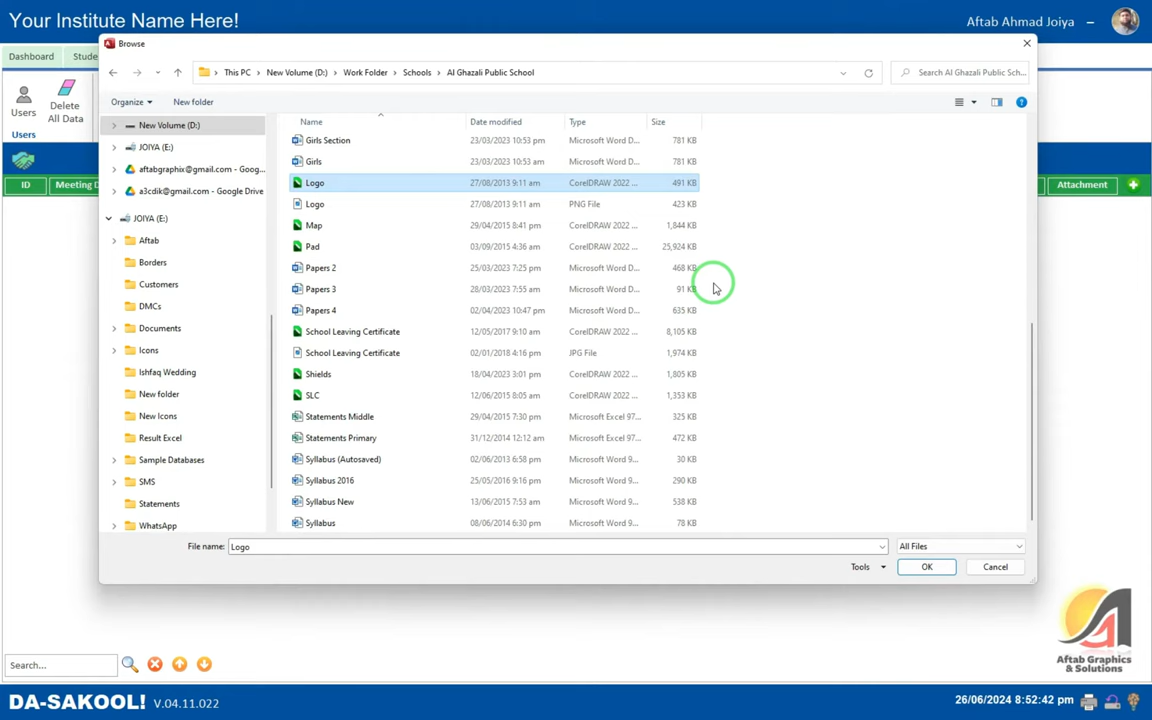 Your Institute Name Here!
Aftab Ahmad Joiya
Dashboard
Stude
Browse
This PC
New Volume (D:)
Work Folder
Schools
Al Ghazali Public School
Search Al Ghazali Public Sch...
Users
Delete
All Data
Users
Organize
New folder
Name
Date modified
Type
Size
New Volume (D:)
JOIYA (E:)
aftabgraphix@gmail.com - Goog...
a3cdik@gmail.com - Google Drive
JOIYA (E:)
Aftab
Borders
Customers
DMCs
Documents
Icons
Ishfaq Wedding
New folder
New Icons
Result Excel
Sample Databases
SMS
Statements
WhatsApp
Girls Section 23/03/2023 10:53 pm Microsoft Word D... 781 KB
Girls 23/03/2023 10:53 am Microsoft Word D... 781 KB
Logo 27/08/2013 9:11 am CorelDRAW 2022 ... 491 KB
Logo 27/08/2013 9:11 am PNG File 423 KB
Map 29/04/2015 8:41 pm CorelDRAW 2022 ... 1,844 KB
Pad 03/09/2015 4:36 am CorelDRAW 2022 ... 25,924 KB
Papers 2 25/03/2023 7:25 pm Microsoft Word D... 468 KB
Papers 3 28/03/2023 7:55 am Microsoft Word D... 91 KB
Papers 4 02/04/2023 10:47 pm Microsoft Word D... 635 KB
School Leaving Certificate 12/05/2017 9:10 am CorelDRAW 2022 ... 8,105 KB
School Leaving Certificate 02/01/2018 4:16 pm JPG File 1,974 KB
Shields 18/04/2023 3:01 pm CorelDRAW 2022 ... 1,805 KB
SLC 12/06/2015 8:05 am CorelDRAW 2022 ... 1,353 KB
Statements Middle 29/04/2015 7:30 pm Microsoft Excel 97... 325 KB
Statements Primary 31/12/2014 12:12 am Microsoft Excel 97... 472 KB
Syllabus (Autosaved) 02/06/2013 6:58 pm Microsoft Word 9... 30 KB
Syllabus 2016 25/05/2016 9:16 pm Microsoft Word 9... 290 KB
Syllabus New 13/06/2015 7:53 am Microsoft Word 9... 538 KB
Syllabus 08/06/2014 6:30 pm Microsoft Word 9... 78 KB
ID
Meeting D
Attachment
File name:
Logo
All Files
Tools
OK
Cancel
Aftab Graphics
& Solutions
Search...
DA-SAKOOL! V.04.11.022
26/06/2024 8:52:42 pm